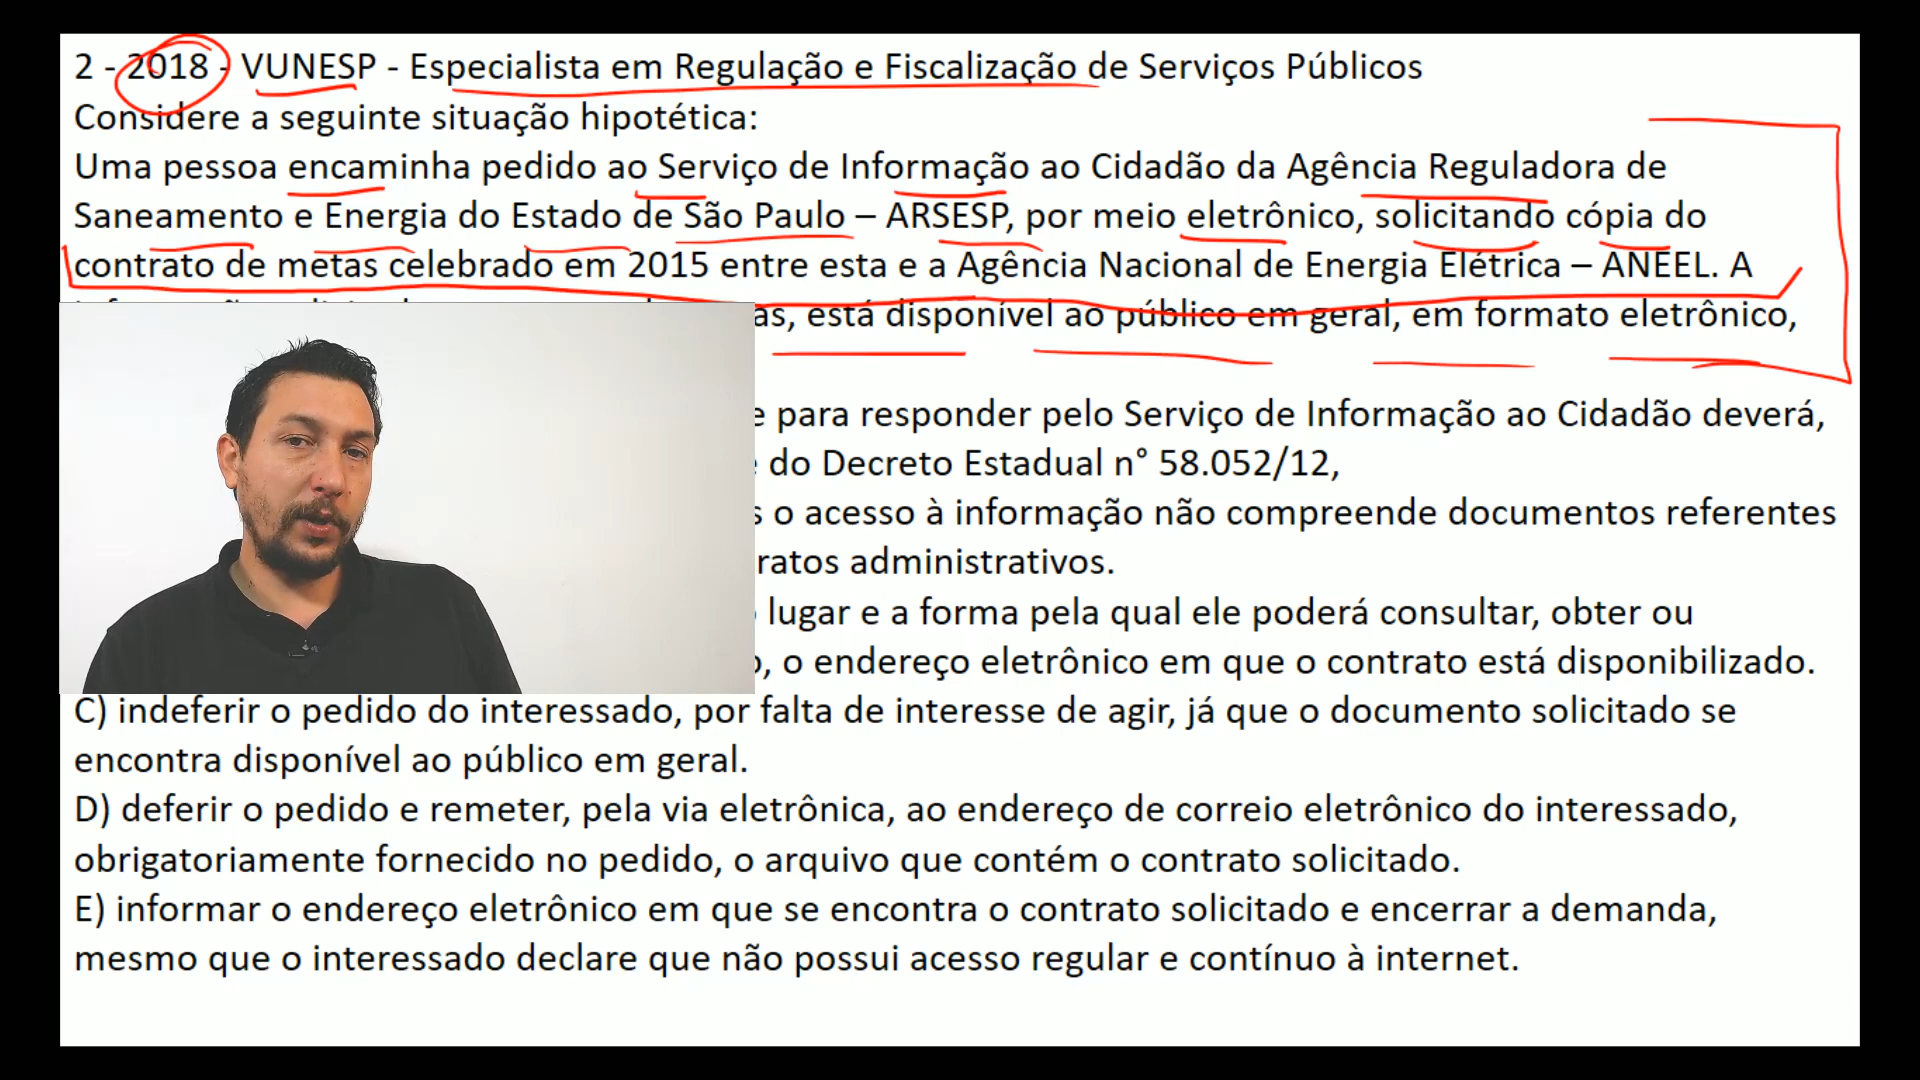 2 - 2018 - VUNESP - Especialista em Regulação e Fiscalização de Serviços Públicos
Considere a seguinte situação hipotética:
Uma pessoa encaminha pedido ao Serviço de Informação ao Cidadão da Agência Reguladora de
Saneamento e Energia do Estado de São Paulo – ARSESP, por meio eletrônico, solicitando cópia do
contrato de metas celebrado em 2015 entre esta e a Agência Nacional de Energia Elétrica – ANEEL. A
está disponível ao público em geral, em formato eletrônico,
para responder pelo Serviço de Informação ao Cidadão deverá,
do Decreto Estadual n° 58.052/12,
o acesso à informação não compreende documentos referentes
administrativos.
lugar e a forma pela qual ele poderá consultar, obter ou
o endereço eletrônico em que o contrato está disponibilizado.
C) indeferir o pedido do interessado, por falta de interesse de agir, já que o documento solicitado se
encontra disponível ao público em geral.
D) deferir o pedido e remeter, pela via eletrônica, ao endereço de correio eletrônico do interessado,
obrigatoriamente fornecido no pedido, o arquivo que contém o contrato solicitado.
E) informar o endereço eletrônico em que se encontra o contrato solicitado e encerrar a demanda,
mesmo que o interessado declare que não possui acesso regular e contínuo à internet.